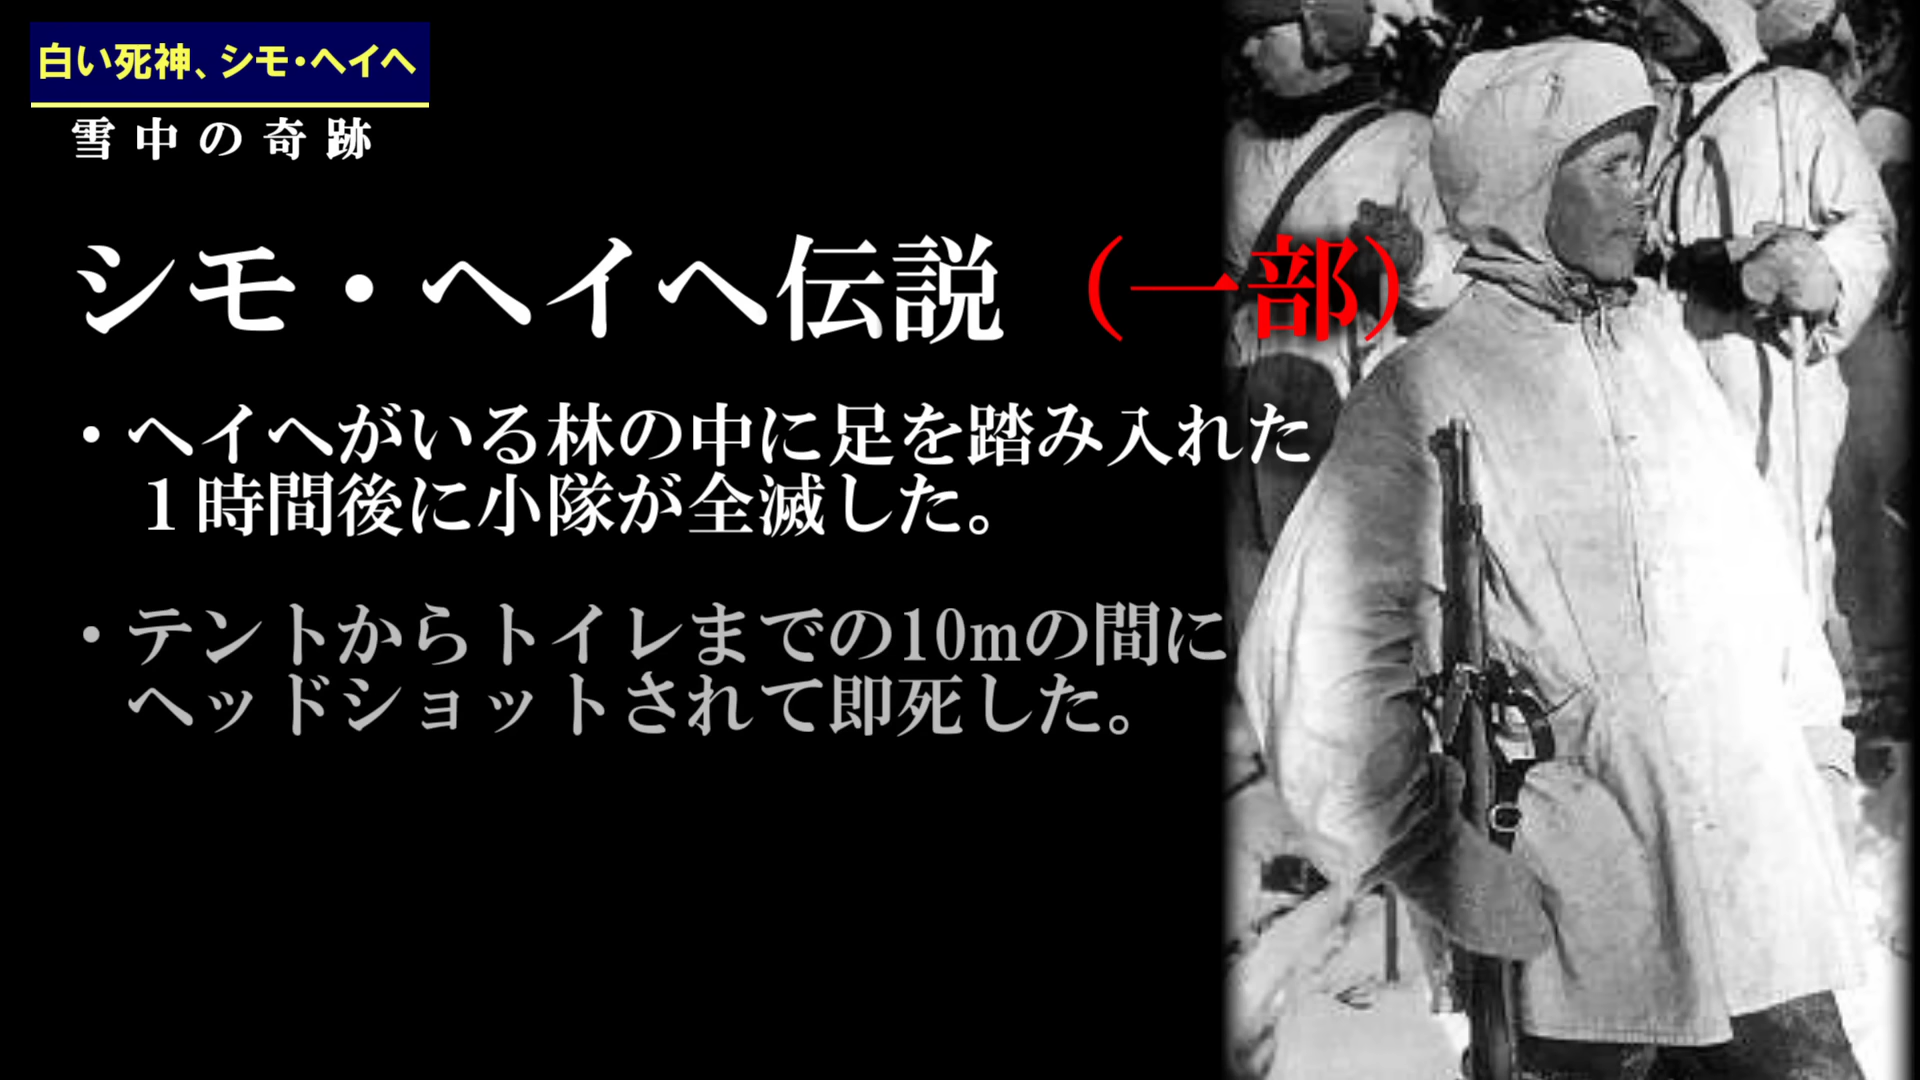 白い死神、シモ・ヘイヘ
雪中の奇跡
シモ・ヘイヘ伝説（一部）
・ヘイヘがいる林の中に足を踏み入れた
１時間後に小隊が全滅した。
・テントからトイレまでの10mの間に
ヘッドショットされて即死した。